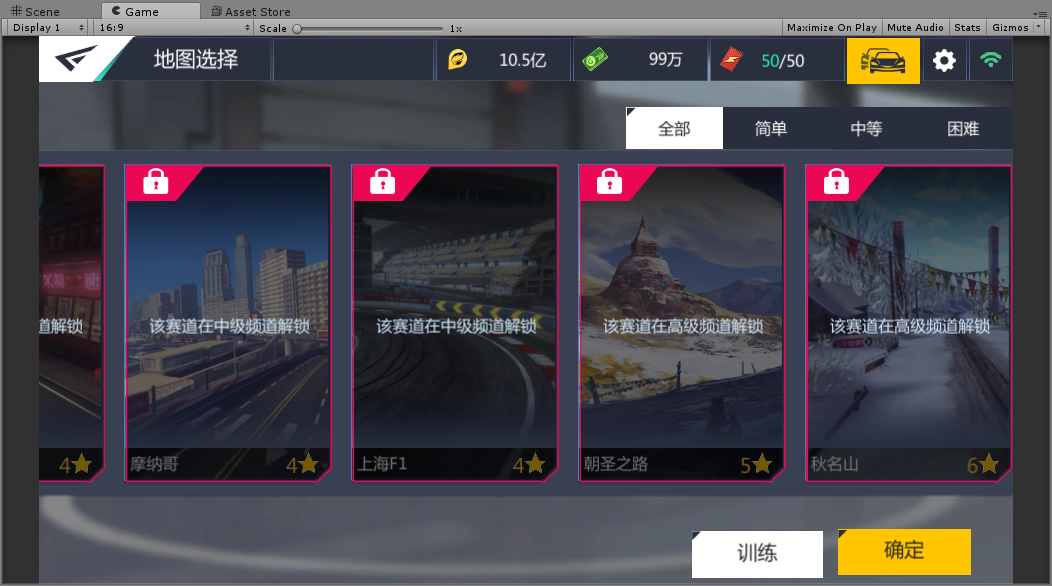 Scene
Game
Asset Store
Display 1
16:9
Scale
1x
Maximize On Play
Mute Audio
Stats
Gizmos
地图选择
10.5亿
99万
50/50
全部
简单
中等
困难
道解锁
4
该赛道在中级频道解锁
摩纳哥
4
该赛道在中级频道解锁
上海F1
4
该赛道在高级频道解锁
朝圣之路
5
该赛道在高级频道解锁
秋名山
6
训练
确定